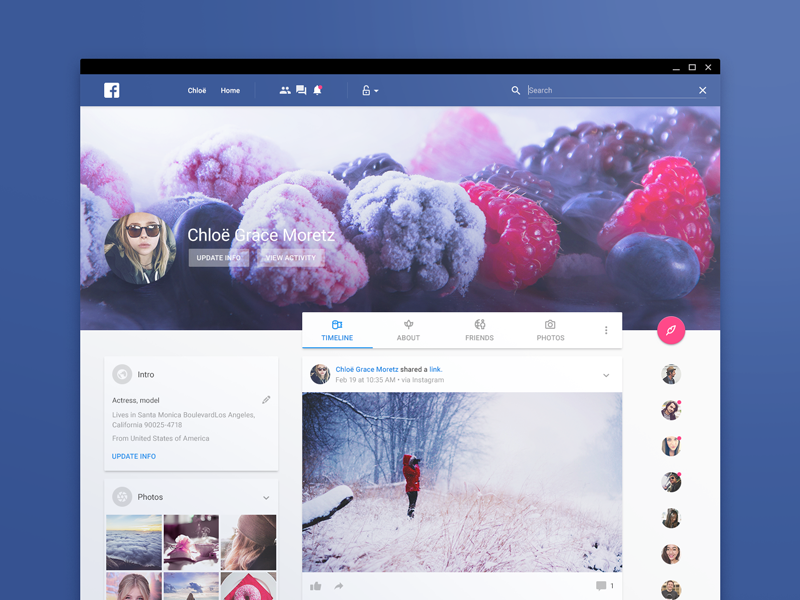 Chloë
Home
Search
Chloë Grace Moretz
UPDATE INFO
VIEW ACTIVITY
TIMELINE
ABOUT
FRIENDS
PHOTOS
Intro
Actress, model
Lives in Santa Monica BoulevardLos Angeles,
California 90025-4718
From United States of America
UPDATE INFO
Photos
Chloë Grace Moretz shared a link.
Feb 19 at 10:35 AM • via Instagram
1